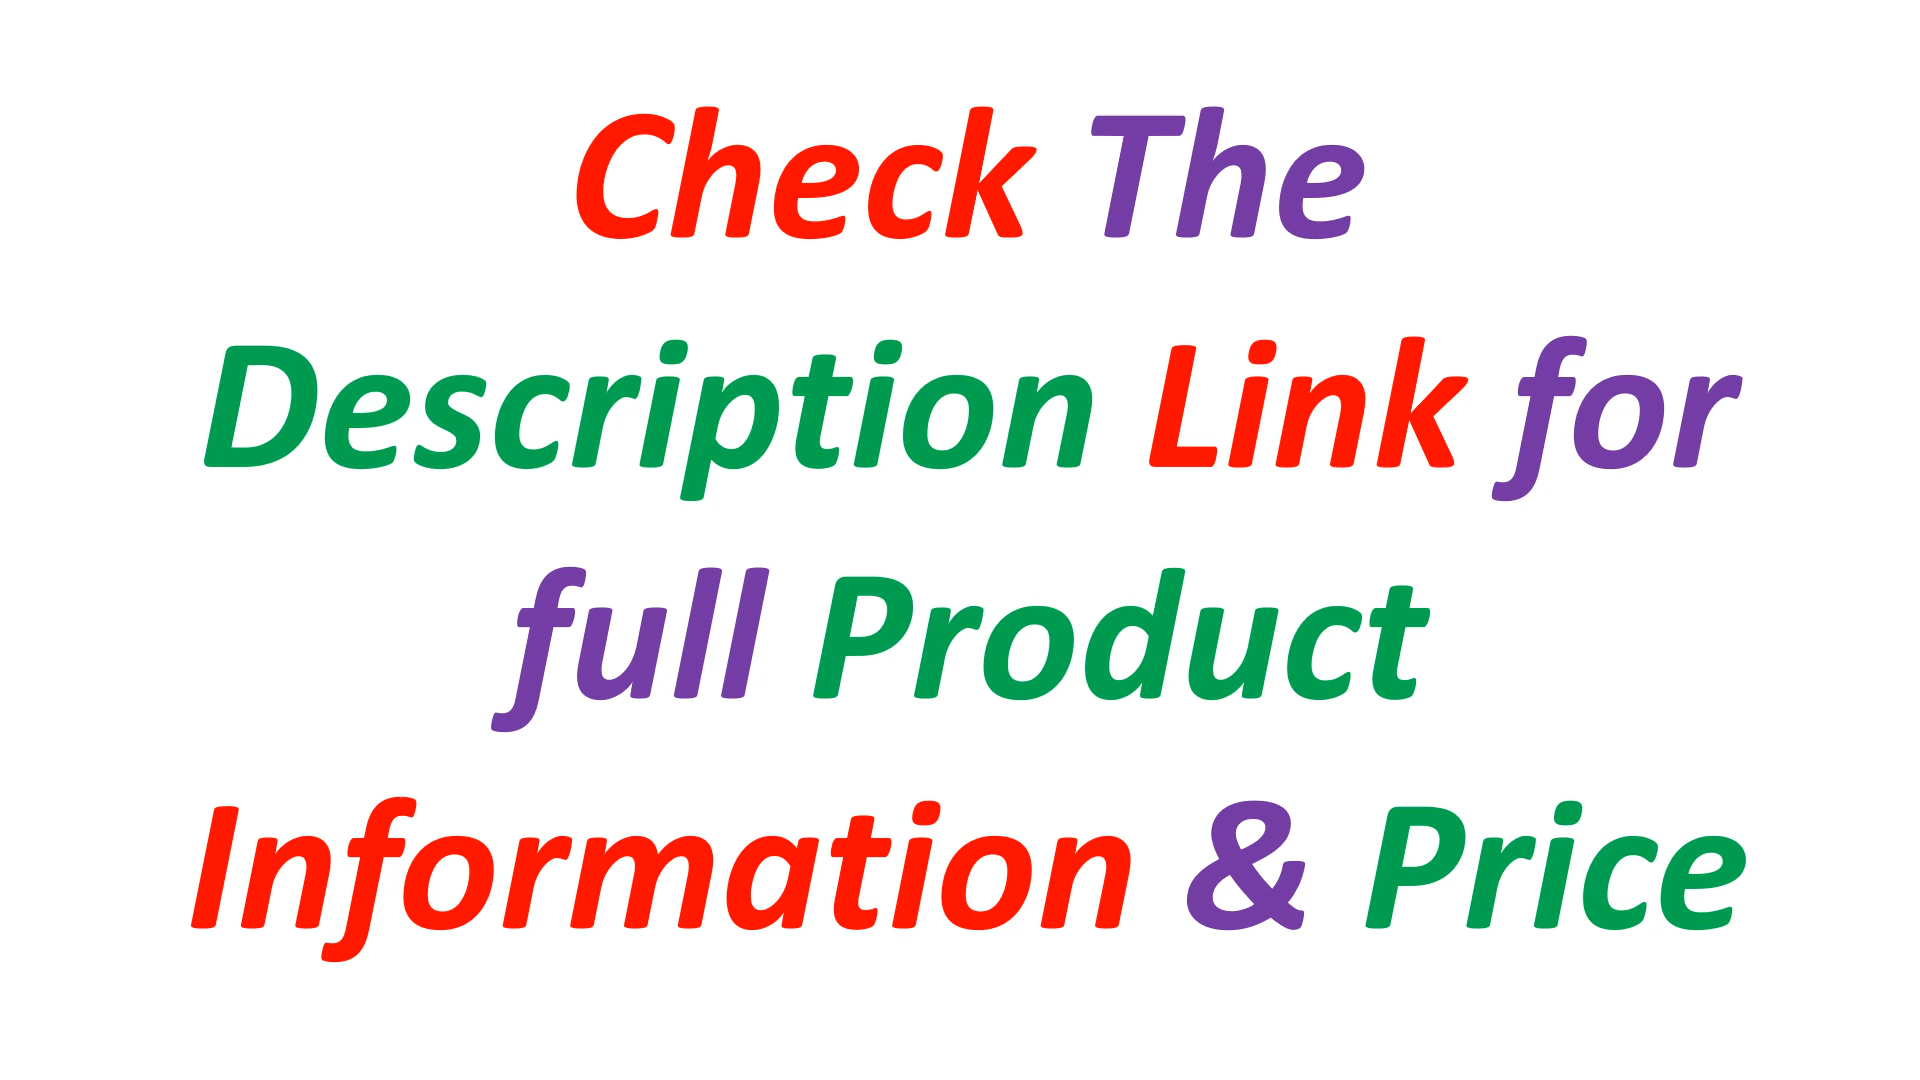 Check The
Description Link for
full Product
Information & Price